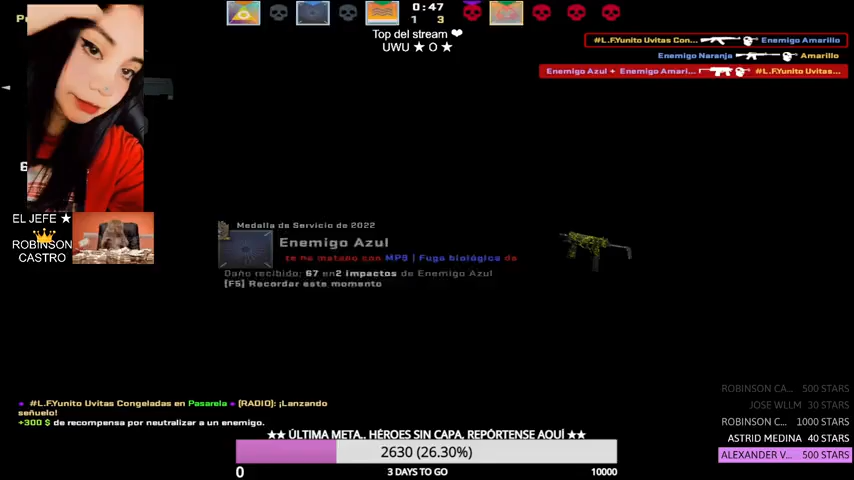 0:47
1 3
Top del stream ❤
UWU ★ O ★
#L.F.Yunito Uvitas Con... Enemigo Amarillo
Enemigo Naranja Amarillo
Enemigo Azul + Enemigo Amari... #L.F.Yunito Uvitas...
EL JEFE ★
ROBINSON
CASTRO
Medalla de Servicio de 2022
Enemigo Azul
te ha matado con MP9 | Fuga biológica de
Daño recibido: 67 en 2 impactos de Enemigo Azul
[F5] Recordar este momento
#L.F.Yunito Uvitas Congeladas en Pasarela (RADIO): ¡Lanzando
señuelo!
+300 $ de recompensa por neutralizar a un enemigo.
ROBINSON CA... 500 STARS
JOSE WLLM 30 STARS
ROBINSON C... 1000 STARS
ASTRID MEDINA 40 STARS
ALEXANDER V... 500 STARS
★★ ÚLTIMA META.. HÉROES SIN CAPA, REPÓRTENSE AQUÍ ★★
2630 (26.30%)
0 3 DAYS TO GO 10000